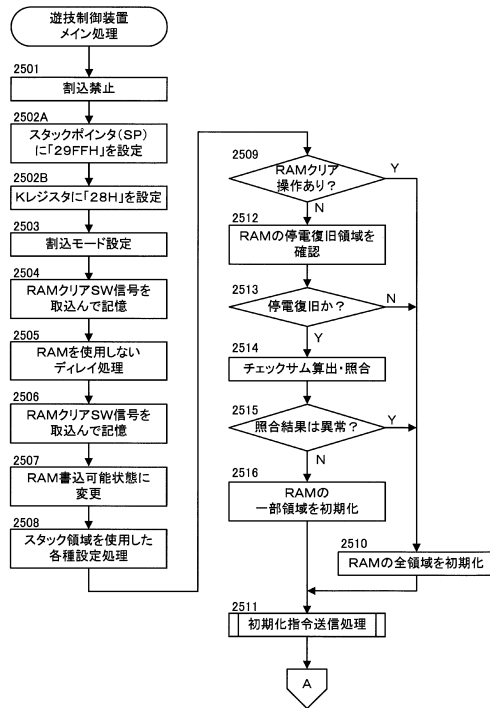 遊技制御装置
メイン処理
2501
割込禁止
2502A
スタックポインタ(SP)
に「29FFH」を設定
2502B
Kレジスタに「28H」を設定
2503
割込モード設定
2504
RAMクリアSW信号を
取込んで記憶
2505
RAMを使用しない
ディレイ処理
2506
RAMクリアSW信号を
取込んで記憶
2507
RAM書込可能状態に
変更
2508
スタック領域を使用した
各種設定処理
2509
RAMクリア
操作あり?
Y
N
2512
RAMの停電復旧領域を
確認
2513
停電復旧か?
N
Y
2514
チェックサム算出・照合
2515
照合結果は異常?
Y
N
2516
RAMの
一部領域を初期化
2510
RAMの全領域を初期化
2511
初期化指令送信処理
A